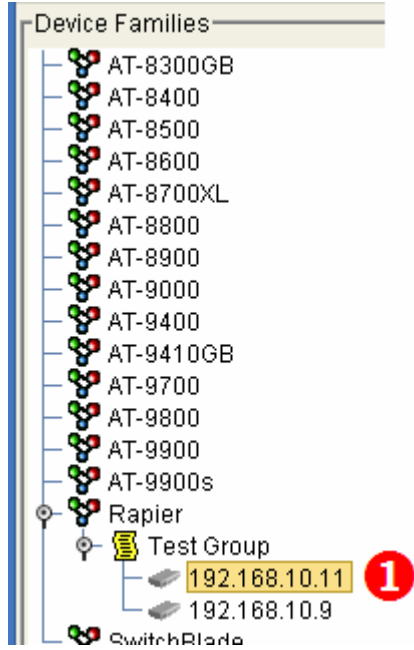 Device Families
AT-8300GB
AT-8400
AT-8500
AT-8600
AT-8700XL
AT-8800
AT-8900
AT-9000
AT-9400
AT-9410GB
AT-9700
AT-9800
AT-9900
AT-9900s
Rapier
Test Group
192.168.10.11 1
192.168.10.9
SwitchBlade